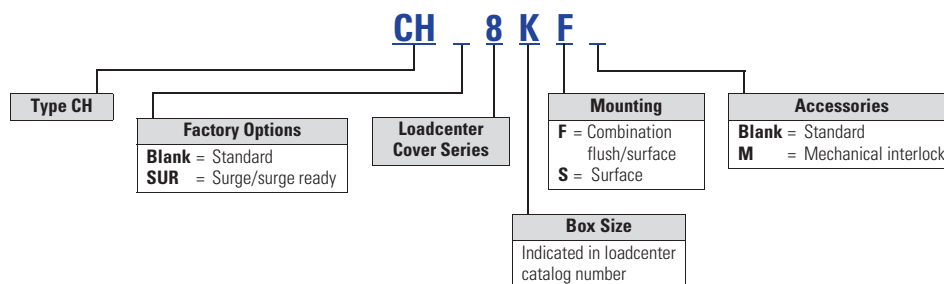 CH _ 8 K F _
Type CH
Factory Options
Blank = Standard
SUR = Surge/surge ready
Loadcenter
Cover Series
Mounting
F = Combination
flush/surface
S = Surface
Accessories
Blank = Standard
M = Mechanical interlock
Box Size
Indicated in loadcenter
catalog number